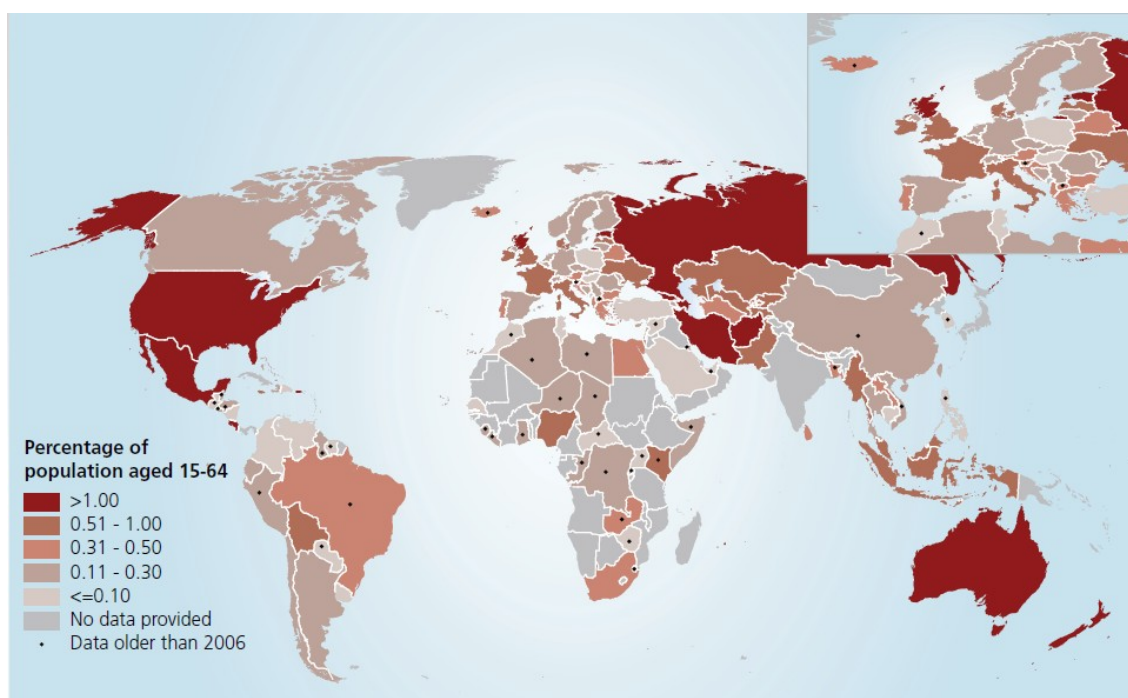 Percentage of
population aged 15-64
>1.00
0.51 - 1.00
0.31 - 0.50
0.11 - 0.30
<=0.10
No data provided
Data older than 2006